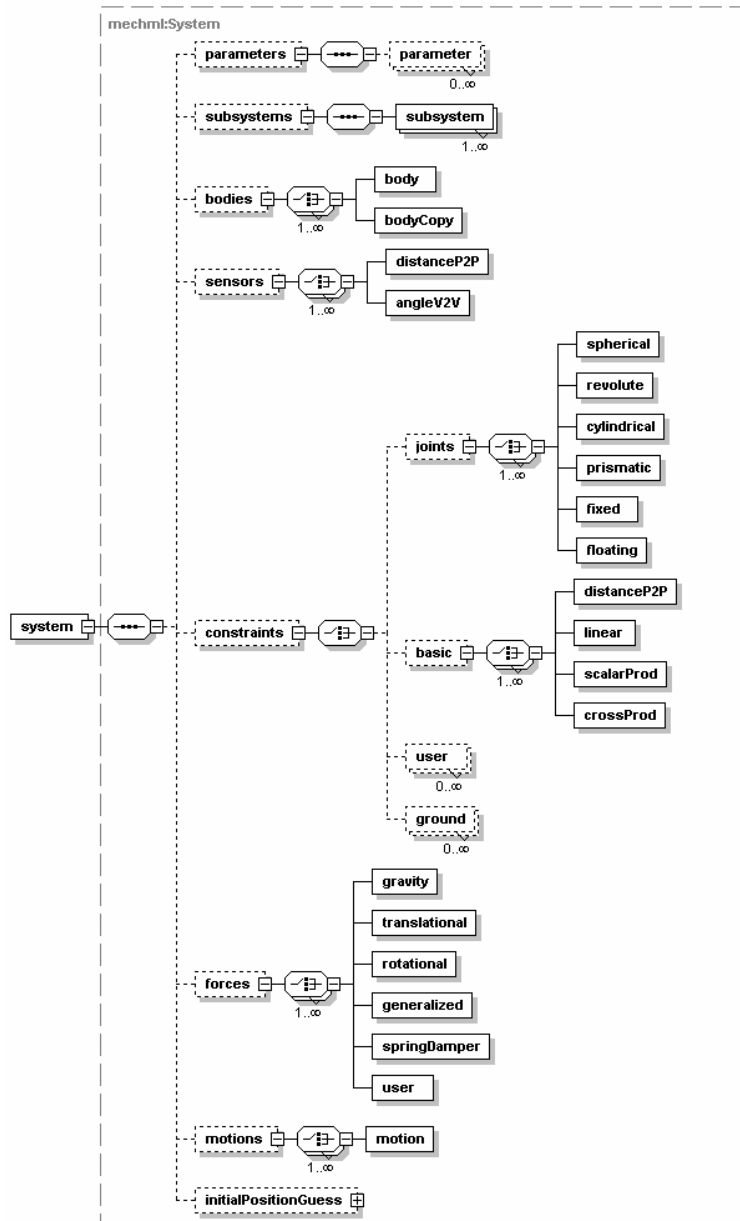 mechml:System
parameters
parameter
0..∞
subsystems
subsystem
1..∞
bodies
1..∞
body
bodyCopy
sensors
1..∞
distanceP2P
angleV2V
system
constraints
joints
1..∞
spherical
revolute
cylindrical
prismatic
fixed
floating
basic
1..∞
distanceP2P
linear
scalarProd
crossProd
user
0..∞
ground
0..∞
forces
1..∞
gravity
translational
rotational
generalized
springDamper
user
motions
1..∞
motion
initialPositionGuess